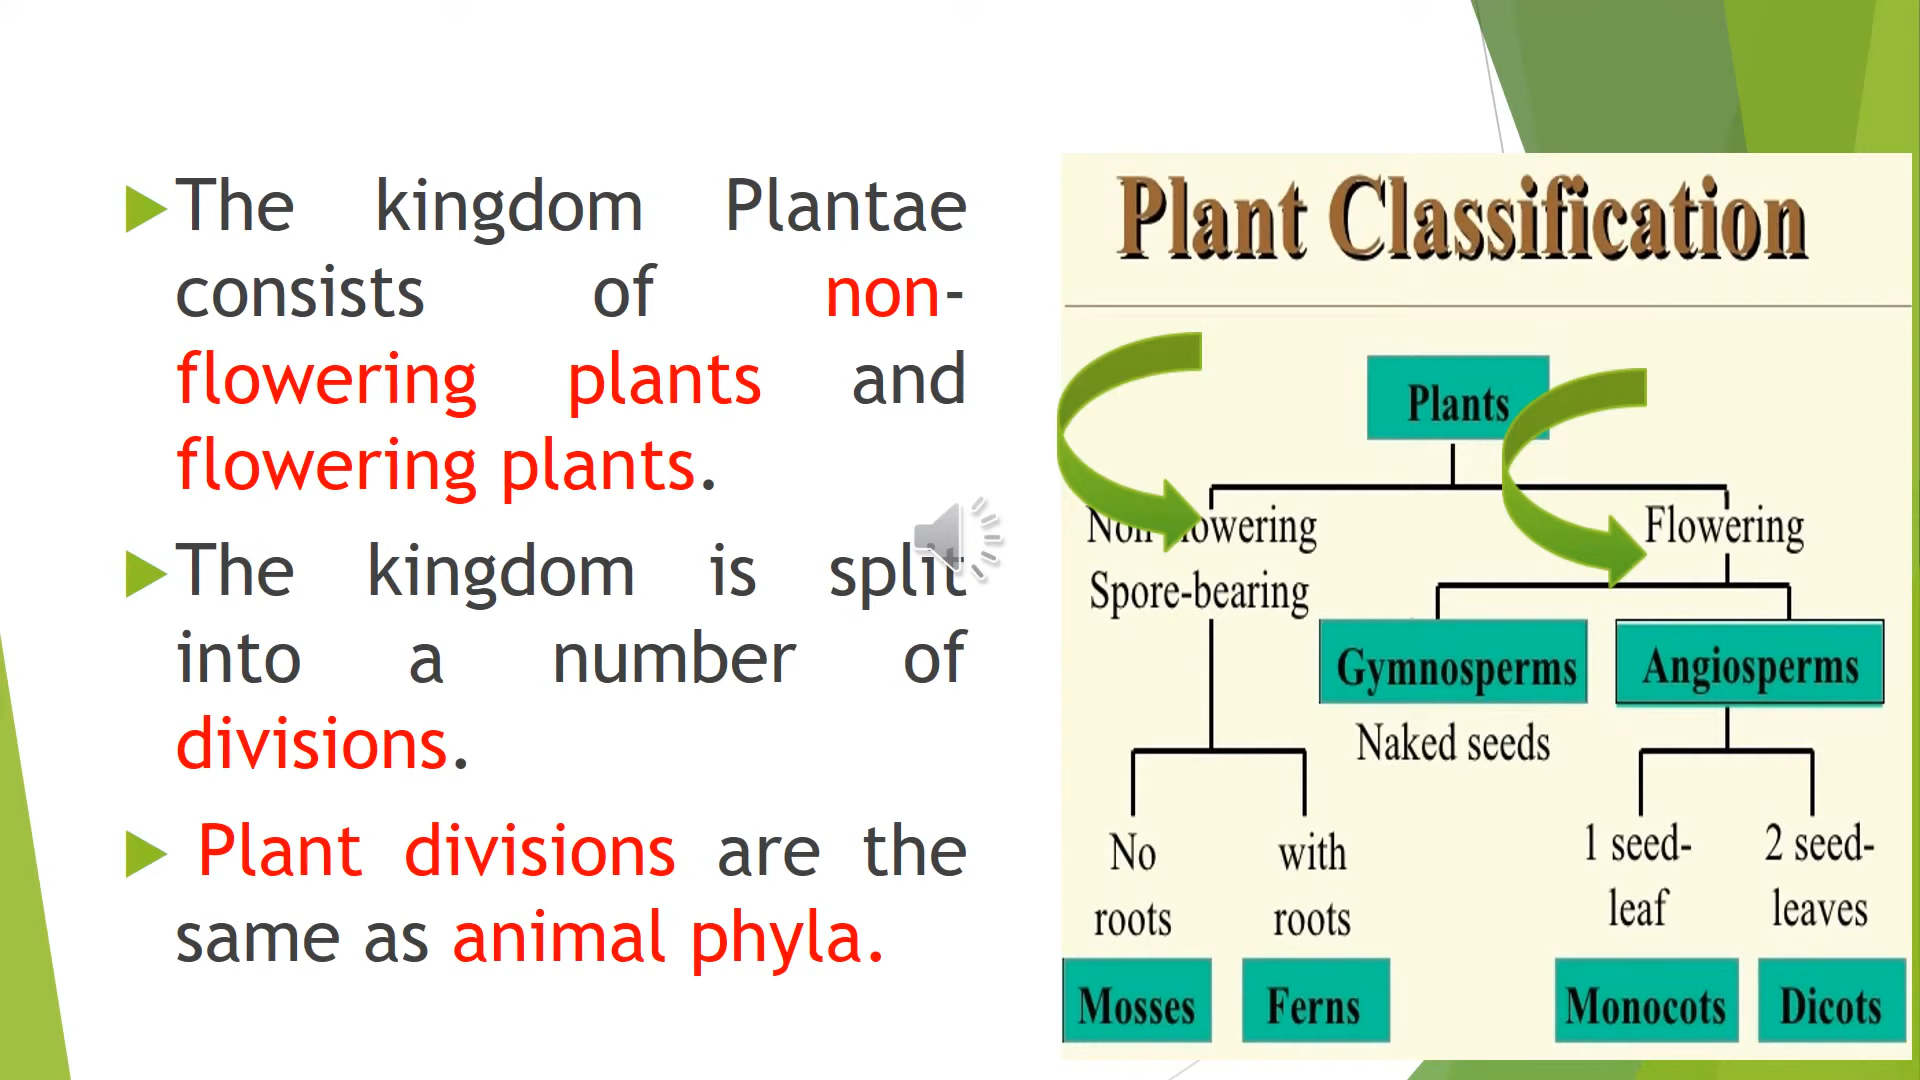 The kingdom Plantae
consists of non-
flowering plants and
flowering plants.
The kingdom is split
into a number of
divisions.
Plant divisions are the
same as animal phyla.
Plant Classification
Plants
Non-flowering
Spore-bearing
Flowering
Gymnosperms
Angiosperms
Naked seeds
No
roots
with
roots
1 seed-
leaf
2 seed-
leaves
Mosses
Ferns
Monocots
Dicots